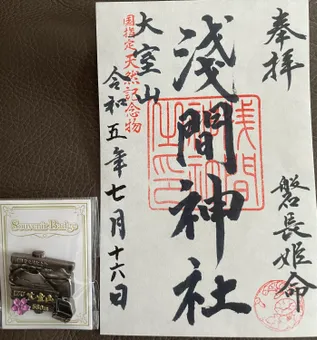 奉拝
磐長姫命
浅間神社
国指定天然記念物
大室山
令和五年七月十六日
Souvenir Badge